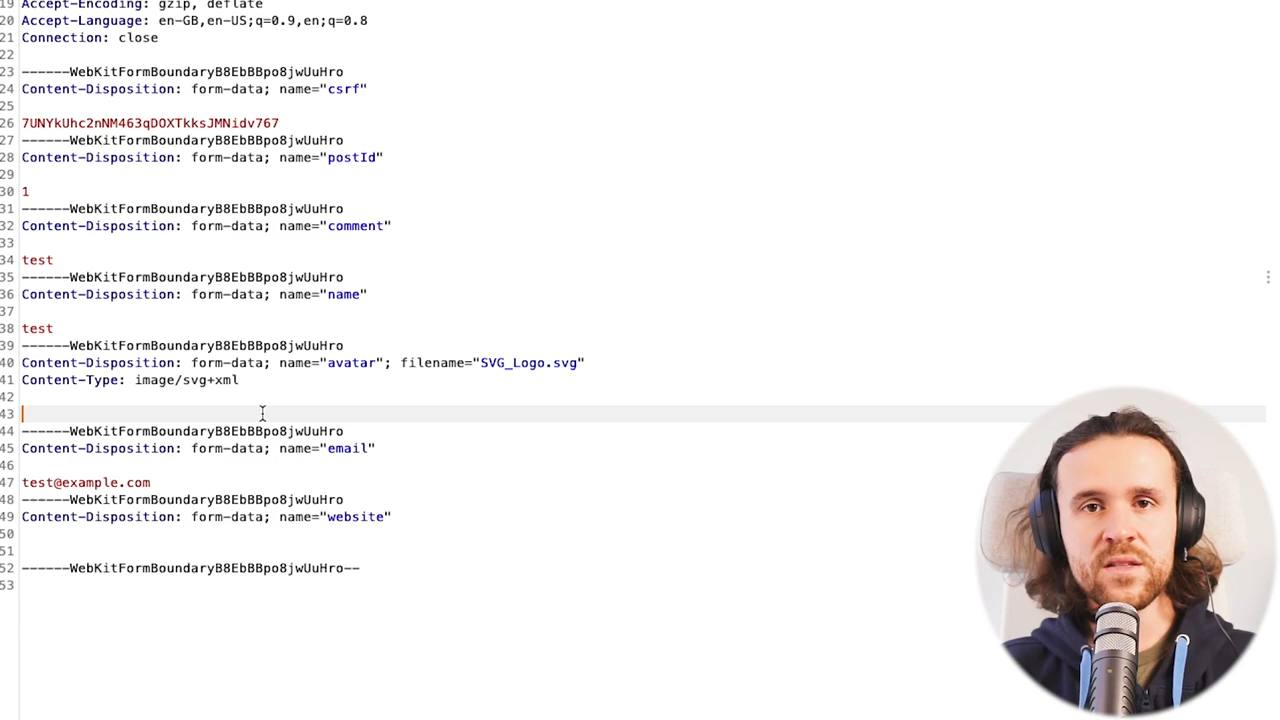 19 Accept-Encoding: gzip, deflate
20 Accept-Language: en-GB,en-US;q=0.9,en;q=0.8
21 Connection: close
22
23 ------WebKitFormBoundaryB8EbBBpo8jwUuHro
24 Content-Disposition: form-data; name="csrf"
25
26 7UNYkUhc2nNM463qDOXTkksJMNidv767
27 ------WebKitFormBoundaryB8EbBBpo8jwUuHro
28 Content-Disposition: form-data; name="postId"
29
30 1
31 ------WebKitFormBoundaryB8EbBBpo8jwUuHro
32 Content-Disposition: form-data; name="comment"
33
34 test
35 ------WebKitFormBoundaryB8EbBBpo8jwUuHro
36 Content-Disposition: form-data; name="name"
37
38 test
39 ------WebKitFormBoundaryB8EbBBpo8jwUuHro
40 Content-Disposition: form-data; name="avatar"; filename="SVG_Logo.svg"
41 Content-Type: image/svg+xml
42
43
44 ------WebKitFormBoundaryB8EbBBpo8jwUuHro
45 Content-Disposition: form-data; name="email"
46
47 test@example.com
48 ------WebKitFormBoundaryB8EbBBpo8jwUuHro
49 Content-Disposition: form-data; name="website"
50
51
52 ------WebKitFormBoundaryB8EbBBpo8jwUuHro--
53